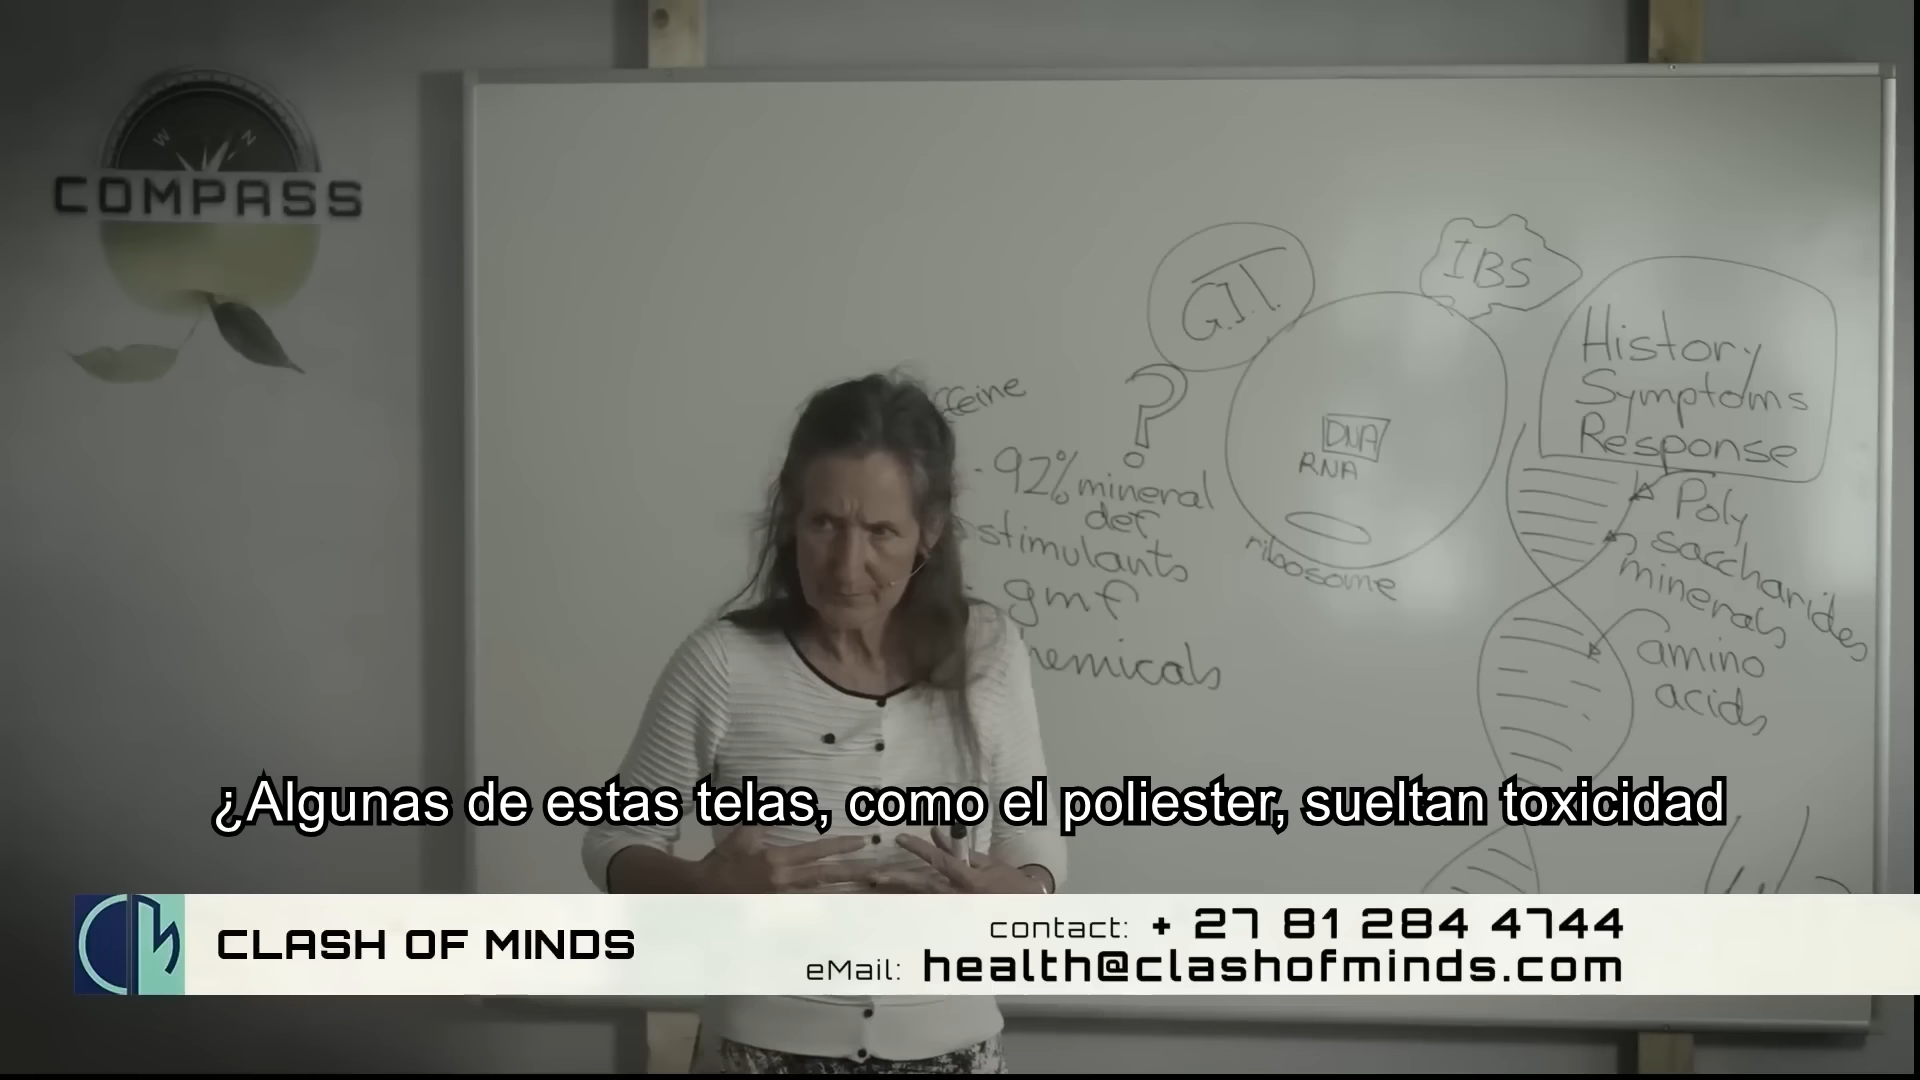 W N
COMPASS
G.I.T.
IBS
History
Symptoms
Response
?
DNA
RNA
ribosome
- 92% mineral
def
stimulants
- gmf
Poly
saccharides
minerals
amino
acids
¿Algunas de estas telas, como el poliester, sueltan toxicidad
CLASH OF MINDS
contact: + 27 81 284 4744
eMail: health@clashofminds.com